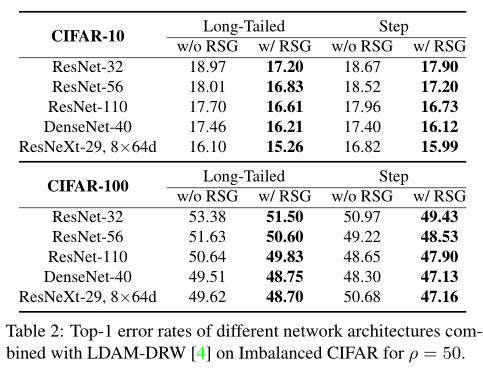 CIFAR-10 Long-Tailed Step
w/o RSG w/ RSG w/o RSG w/ RSG
ResNet-32 18.97 17.20 18.67 17.90
ResNet-56 18.01 16.83 18.52 17.20
ResNet-110 17.70 16.61 17.96 16.73
DenseNet-40 17.46 16.21 17.40 16.12
ResNeXt-29, 8×64d 16.10 15.26 16.82 15.99
CIFAR-100 Long-Tailed Step
w/o RSG w/ RSG w/o RSG w/ RSG
ResNet-32 53.38 51.50 50.97 49.43
ResNet-56 51.63 50.60 49.22 48.53
ResNet-110 50.64 49.83 48.65 47.90
DenseNet-40 49.51 48.75 48.30 47.13
ResNeXt-29, 8×64d 49.62 48.70 50.68 47.16
Table 2: Top-1 error rates of different network architectures com-
bined with LDAM-DRW [4] on Imbalanced CIFAR for ρ = 50.